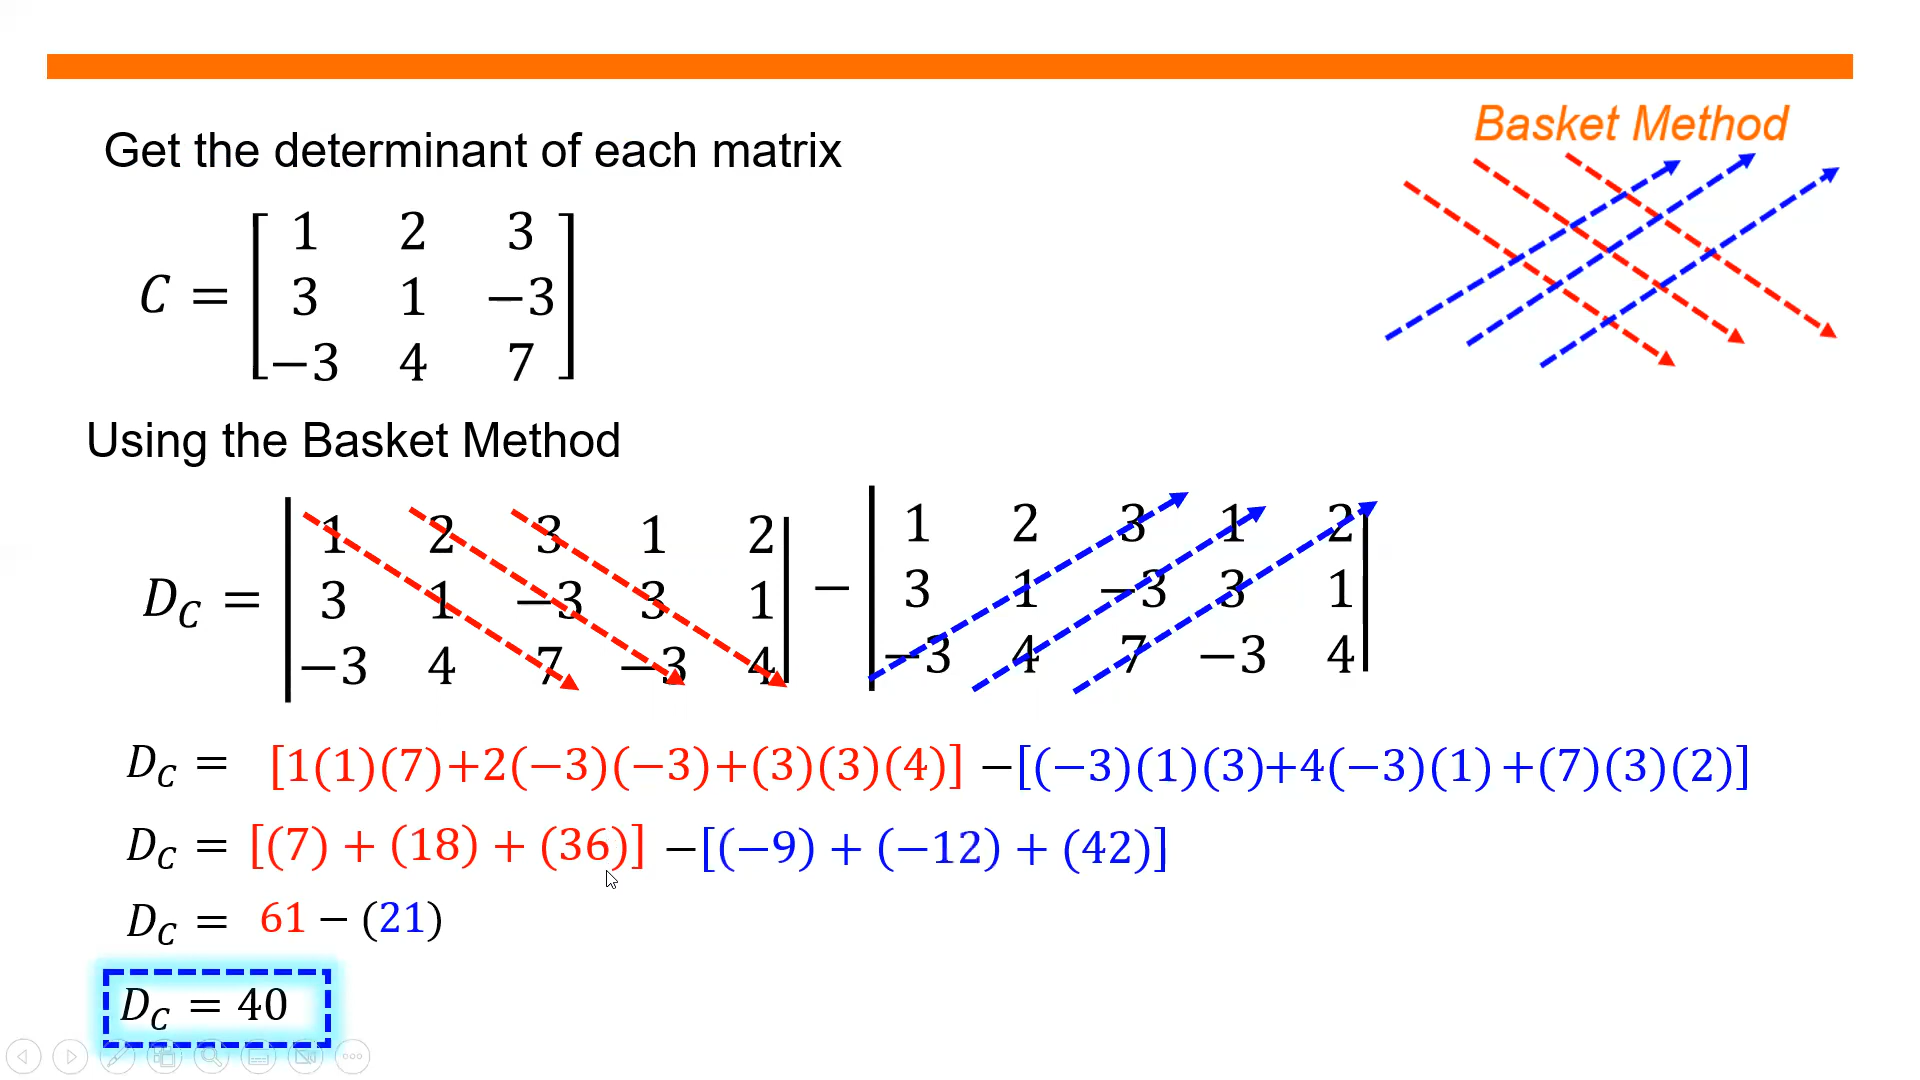 Basket Method
Get the determinant of each matrix
C = [1 2 3
3 1 −3
−3 4 7]
Using the Basket Method
D_C = |1 2 3 1 2
3 1 −3 3 1
−3 4 7 −3 4| − |1 2 3 1 2
3 1 −3 3 1
−3 4 7 −3 4|
D_C = [1(1)(7)+2(−3)(−3)+(3)(3)(4)] −[(−3)(1)(3)+4(−3)(1)+(7)(3)(2)]
D_C = [(7) + (18) + (36)] −[(−9) + (−12) + (42)]
D_C = 61 − (21)
D_C = 40